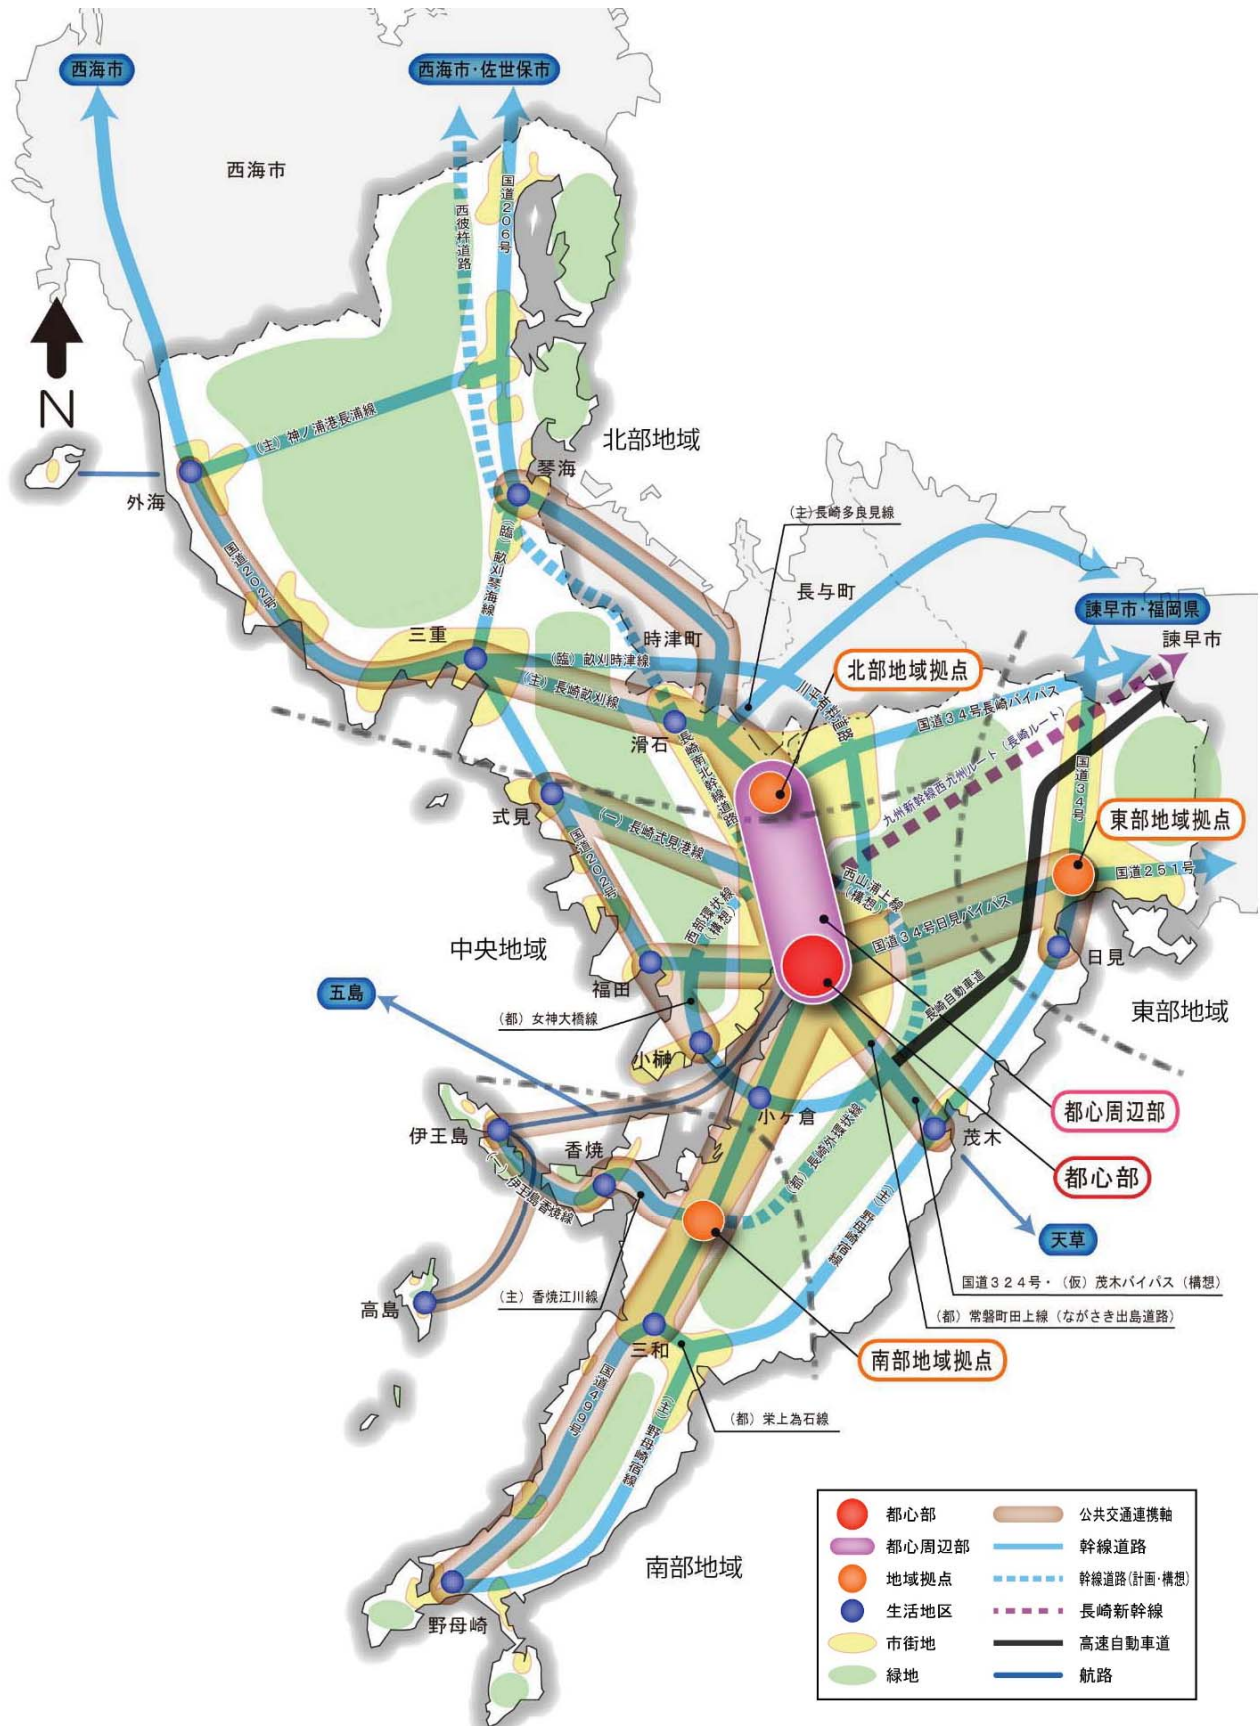 西海市
西海市・佐世保市
西海市
西彼杵道路
国道206号
N
(主)神ノ浦港長浦線
北部地域
琴海
外海
(主)長崎多良見線
国道202号
(臨)畝刈琴海線
長与町
諫早市・福岡県
諫早市
三重
時津町
(臨)畝刈時津線
(主)長崎畝刈線
北部地域拠点
川平有料道路
国道34号長崎バイパス
滑石
長崎南北幹線道路
九州新幹線西九州ルート(長崎ルート)
国道34号
式見
(一)長崎式見港線
東部地域拠点
国道202号
西山浦上線
(構想)
国道251号
西部環状線
(構想)
国道34号日見バイパス
中央地域
福田
日見
五島
長崎自動車道
東部地域
(都)女神大橋線
小榊
小ヶ倉
都心周辺部
伊王島
香焼
茂木
(都)長崎外環状線
都心部
(一)伊王島香焼線
(主)野母崎宿線
天草
国道324号・(仮)茂木バイパス(構想)
高島
(主)香焼江川線
(都)常磐町田上線(ながさき出島道路)
三和
南部地域拠点
国道499号
(都)栄上為石線
(主)野母崎宿線
南部地域
野母崎
都心部
都心周辺部
地域拠点
生活地区
市街地
緑地
公共交通連携軸
幹線道路
幹線道路(計画・構想)
長崎新幹線
高速自動車道
航路